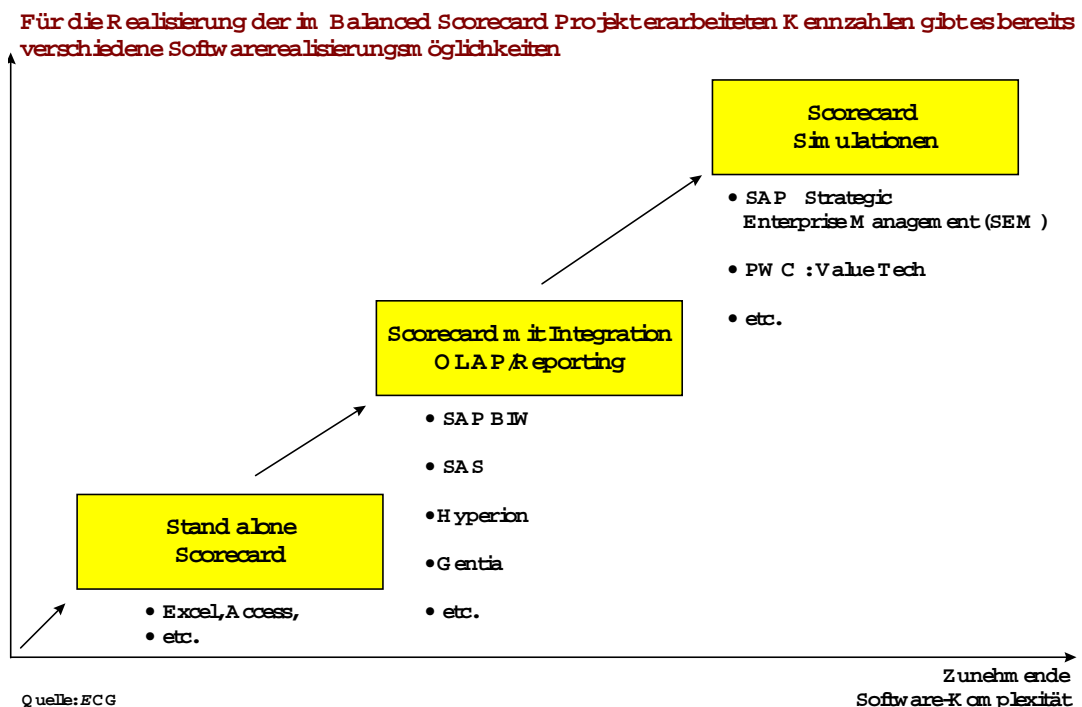 Für die Realisierung der im Balanced Scorecard Projekt erarbeiteten Kennzahlen gibt es bereits
verschiedene Softwarerealisierungsmöglichkeiten
Scorecard
Simulationen
• SAP Strategic
Enterprise Management (SEM)
• PWC : Value Tech
• etc.
Scorecard mit Integration
OLAP/Reporting
• SAP BIW
• SAS
• Hyperion
• Gentia
• etc.
Stand alone
Scorecard
• Excel, Access,
• etc.
Zunehmende
Software-Komplexität
Quelle: ECG